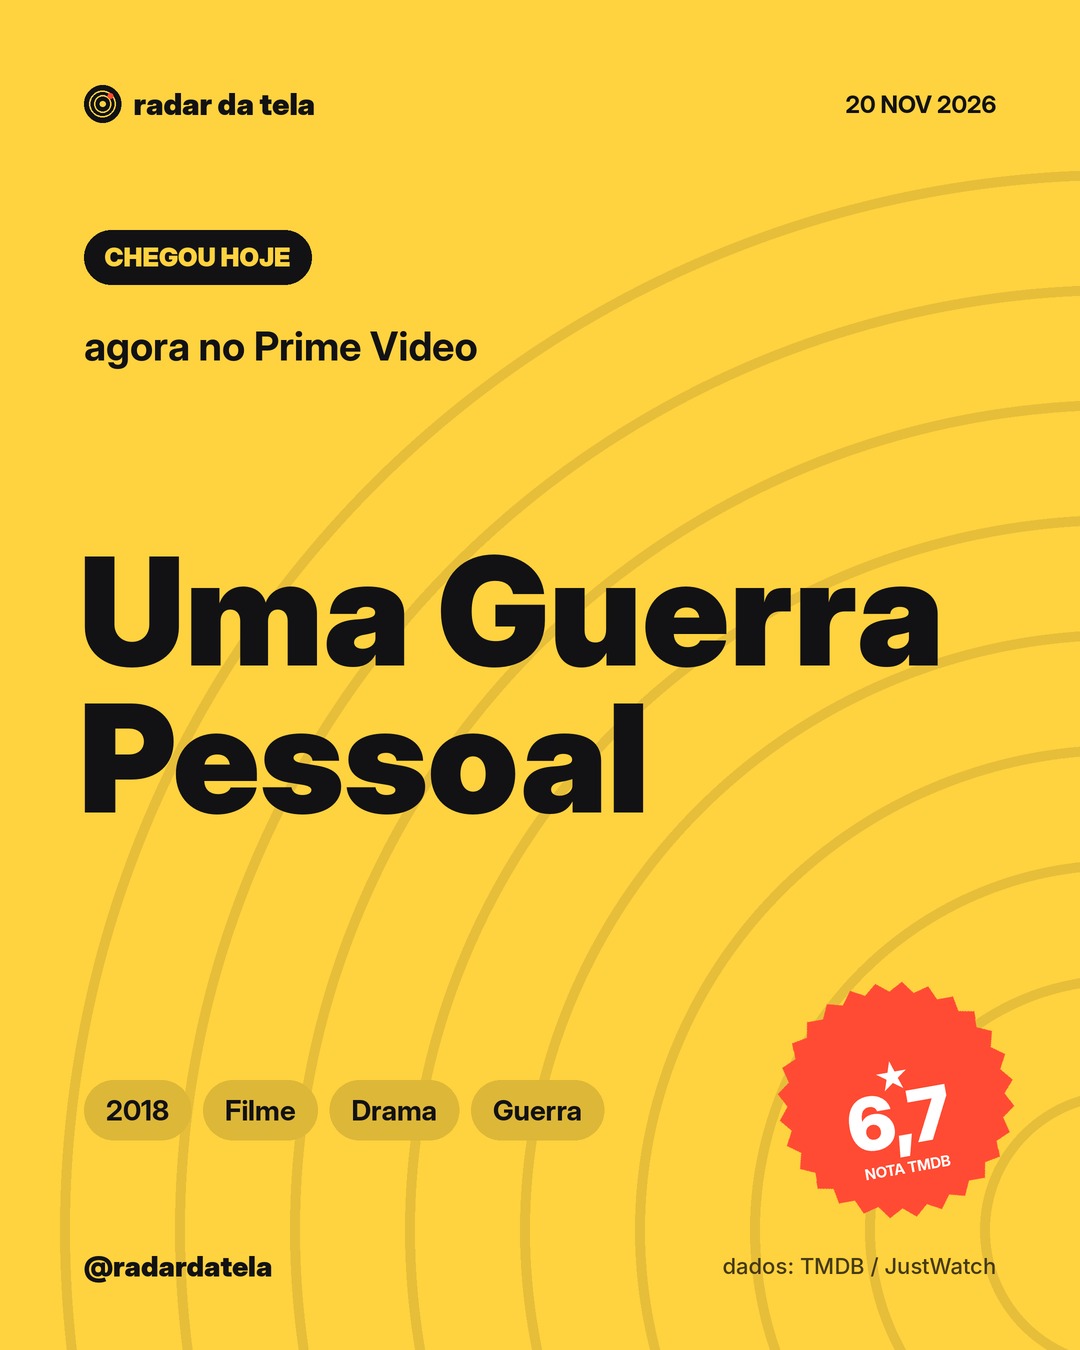 radar da tela
20 NOV 2026
CHEGOU HOJE
agora no Prime Video
Uma Guerra
Pessoal
2018
Filme
Drama
Guerra
6,7
NOTA TMDB
@radardatela
dados: TMDB / JustWatch